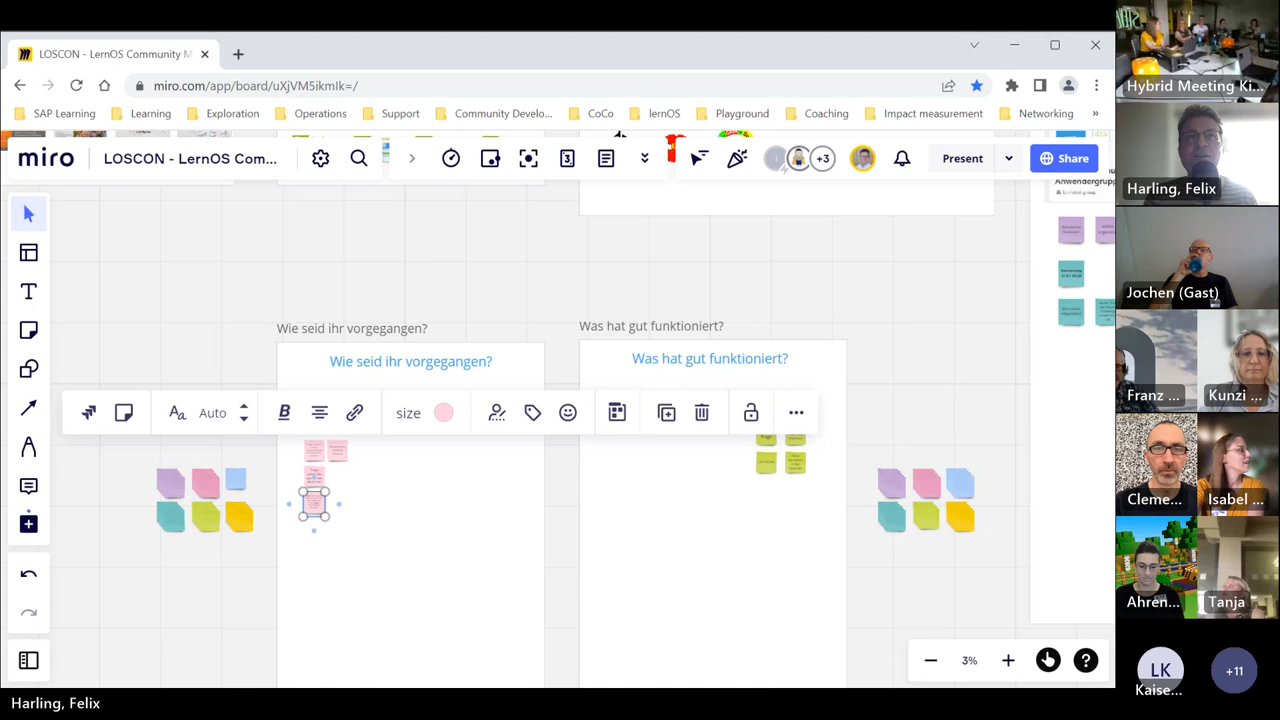 LOSCON - LernOS Community M
miro.com/app/board/uXjVM5ikmIk=/
SAP Learning
Learning
Exploration
Operations
Support
Community Develo...
CoCo
lernOS
Playground
Coaching
Impact measurement
Networking
»
miro
LOSCON - LernOS Com...
3
+3
Present
Share
Anwendergrupp
Wie seid ihr vorgegangen?
Was hat gut funktioniert?
Wie seid ihr vorgegangen?
Was hat gut funktioniert?
Aa
Auto
B
size
3%
?
Hybrid Meeting Ki...
Harling, Felix
Jochen (Gast)
Franz ...
Kunzi ...
Cleme...
Isabel ...
Ahren...
Tanja
LK
Kaise...
+11
Harling, Felix